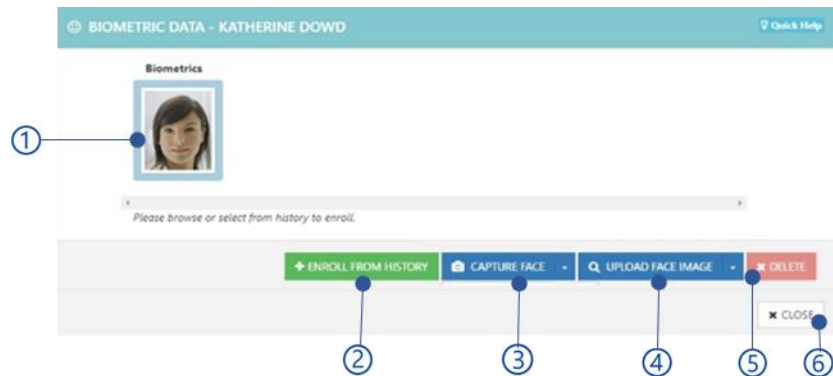 BIOMETRIC DATA - KATHERINE DOWD
Quick Help
Biometrics
1
Please browse or select from history to enroll.
+ ENROLL FROM HISTORY
CAPTURE FACE
UPLOAD FACE IMAGE
× DELETE
× CLOSE
2 3 4 5 6